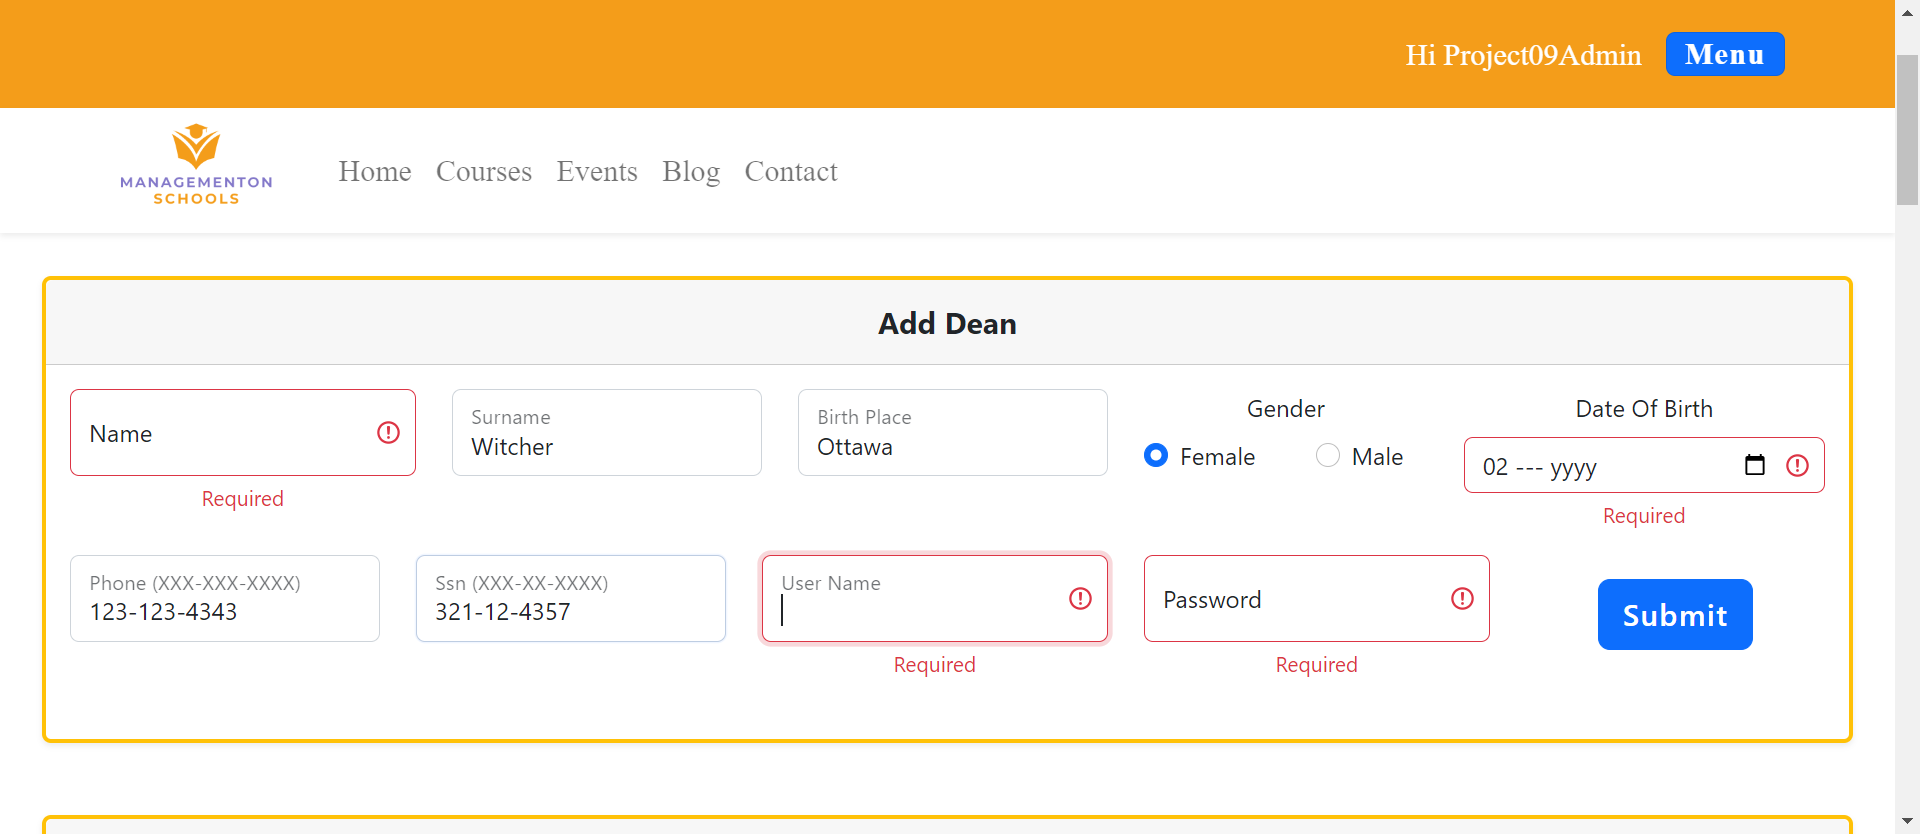 Hi Project09Admin Menu
MANAGEMENTON
SCHOOLS
Home Courses Events Blog Contact
Add Dean
Name
Required
Surname
Witcher
Birth Place
Ottawa
Gender
Female Male
Date Of Birth
02 --- yyyy
Required
Phone (XXX-XXX-XXXX)
123-123-4343
Ssn (XXX-XX-XXXX)
321-12-4357
User Name
Required
Password
Required
Submit